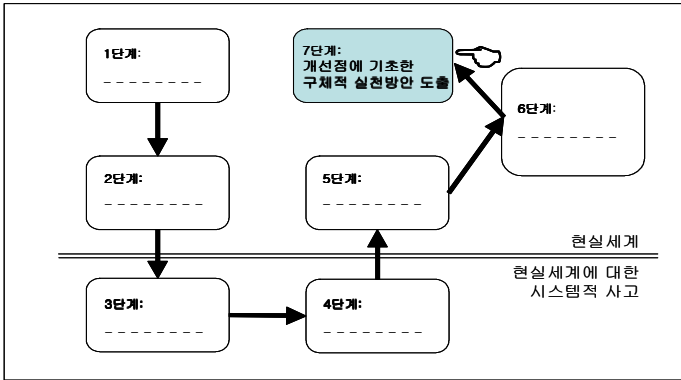 1단계:
_ _ _ _ _ _ _ _
7단계:
개선점에 기초한
구체적 실천방안 도출
6단계:
_ _ _ _ _ _ _ _
2단계:
_ _ _ _ _ _ _ _
5단계:
_ _ _ _ _ _ _ _
현실세계
현실세계에 대한
시스템적 사고
3단계:
_ _ _ _ _ _ _ _
4단계:
_ _ _ _ _ _ _ _